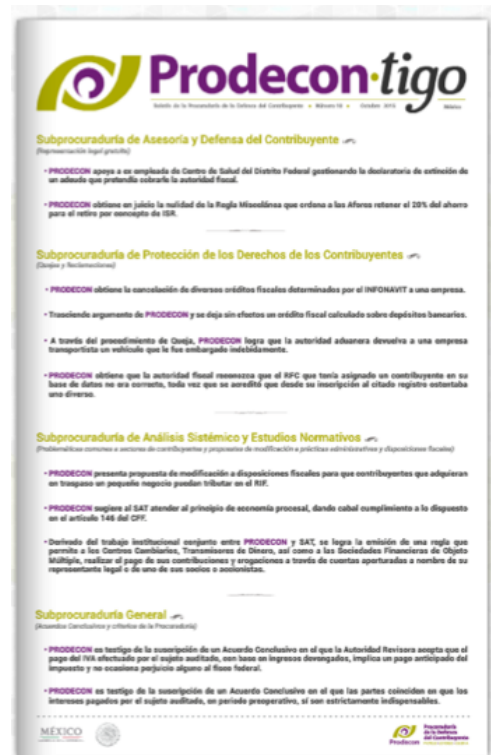 Prodecon·tigo
Boletín de la Procuraduría de la Defensa del Contribuyente • Número • Octubre México
Subprocuraduría de Asesoría y Defensa del Contribuyente
(Representación legal gratuita)
• PRODECON apoya a ex empleada de Centro de Salud del Distrito Federal gestionando la declaratoria de extinción de
un adeudo que pretendía cobrarle la autoridad fiscal.
• PRODECON obtiene en juicio la nulidad de la Regla Miscelánea que ordena a las Afores retener el 20% del ahorro
para el retiro por concepto de ISR.
Subprocuraduría de Protección de los Derechos de los Contribuyentes
(Quejas y Reclamaciones)
• PRODECON obtiene la cancelación de diversos créditos fiscales determinados por el INFONAVIT a una empresa.
• Trasciende argumento de PRODECON y se deja sin efectos un crédito fiscal calculado sobre depósitos bancarios.
• A través del procedimiento de Queja, PRODECON logra que la autoridad aduanera devuelva a una empresa
transportista un vehículo que le fue embargado indebidamente.
• PRODECON obtiene que la autoridad fiscal reconozca que el RFC que tenía asignado un contribuyente en su
base de datos no era correcto, toda vez que se acreditó que desde su inscripción al citado registro ostentaba
uno diverso.
Subprocuraduría de Análisis Sistémico y Estudios Normativos
(Problemáticas comunes a sectores de contribuyentes y propuestas de modificación a prácticas administrativas y disposiciones fiscales)
• PRODECON presenta propuesta de modificación a disposiciones fiscales para que contribuyentes que adquieran
en traspaso un pequeño negocio puedan tributar en el RIF.
• PRODECON sugiere al SAT atender al principio de economía procesal, dando cabal cumplimiento a lo dispuesto
en el artículo 146 del CFF.
• Derivado del trabajo institucional conjunto entre PRODECON y SAT, se logra la emisión de una regla que
permite a los Centros Cambiarios, Transmisores de Dinero, así como a las Sociedades Financieras de Objeto
Múltiple, realizar el pago de sus contribuciones y erogaciones a través de cuentas aperturadas a nombre de su
representante legal o de uno de sus socios o accionistas.
Subprocuraduría General
(Acuerdos Conclusivos y criterios de la Procuraduría)
• PRODECON es testigo de la suscripción de un Acuerdo Conclusivo en el que la Autoridad Revisora acepta que el
pago del IVA efectuado por el sujeto auditado, con base en ingresos devengados, implica un pago anticipado del
impuesto y no ocasiona perjuicio alguno al fisco federal.
• PRODECON es testigo de la suscripción de un Acuerdo Conclusivo en el que las partes coinciden en que los
intereses pagados por el sujeto auditado, en periodo preoperativo, sí son estrictamente indispensables.
MÉXICO
Prodecon
Procuraduría
de la Defensa
del Contribuyente